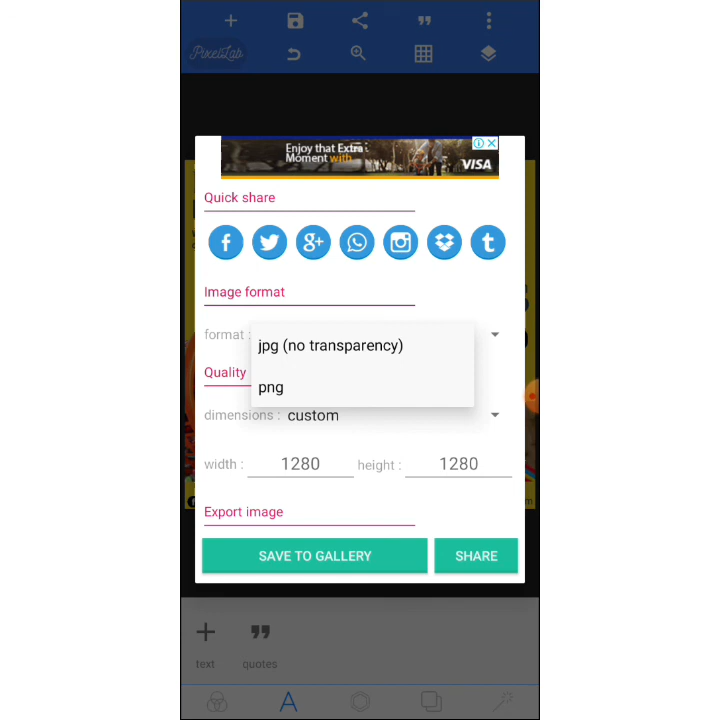 PixelLab
Enjoy that Extra
Moment with
VISA
Quick share
Image format
format :
jpg (no transparency)
png
Quality
dimensions : custom
width : 1280 height : 1280
Export image
SAVE TO GALLERY SHARE
text quotes